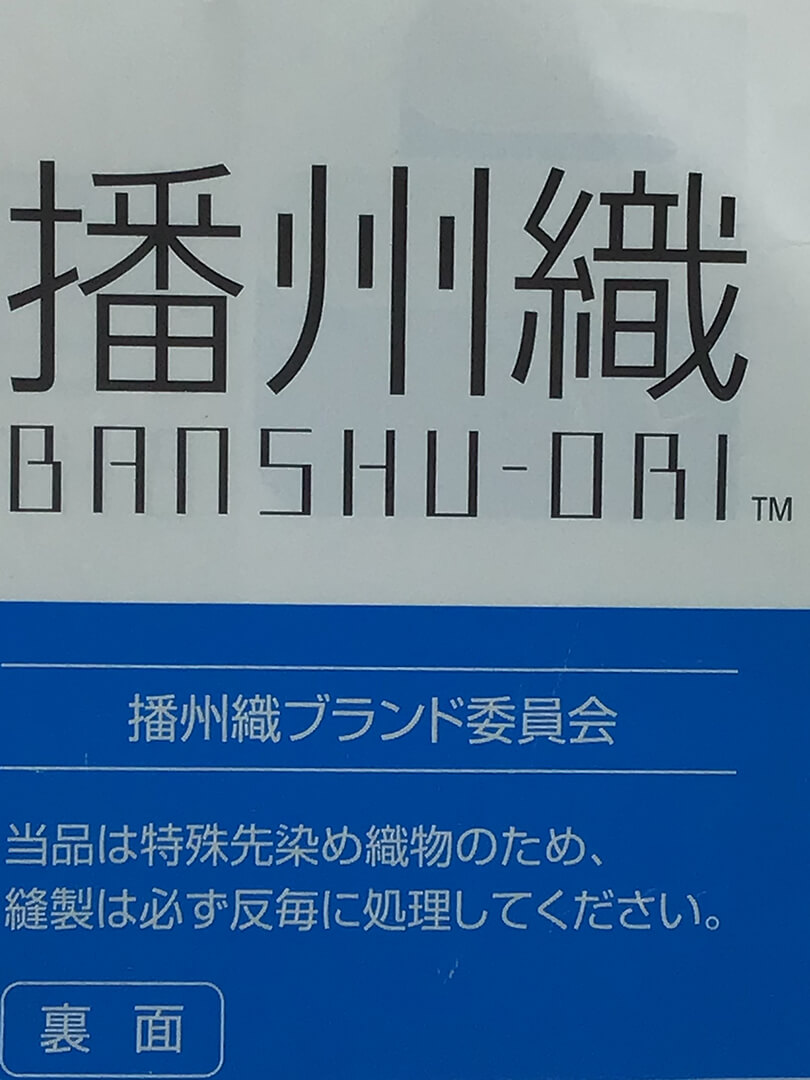 播州織
BANSHU-ORI TM
播州織ブランド委員会
当品は特殊先染め織物のため、
縫製は必ず反毎に処理してください。
裏 面